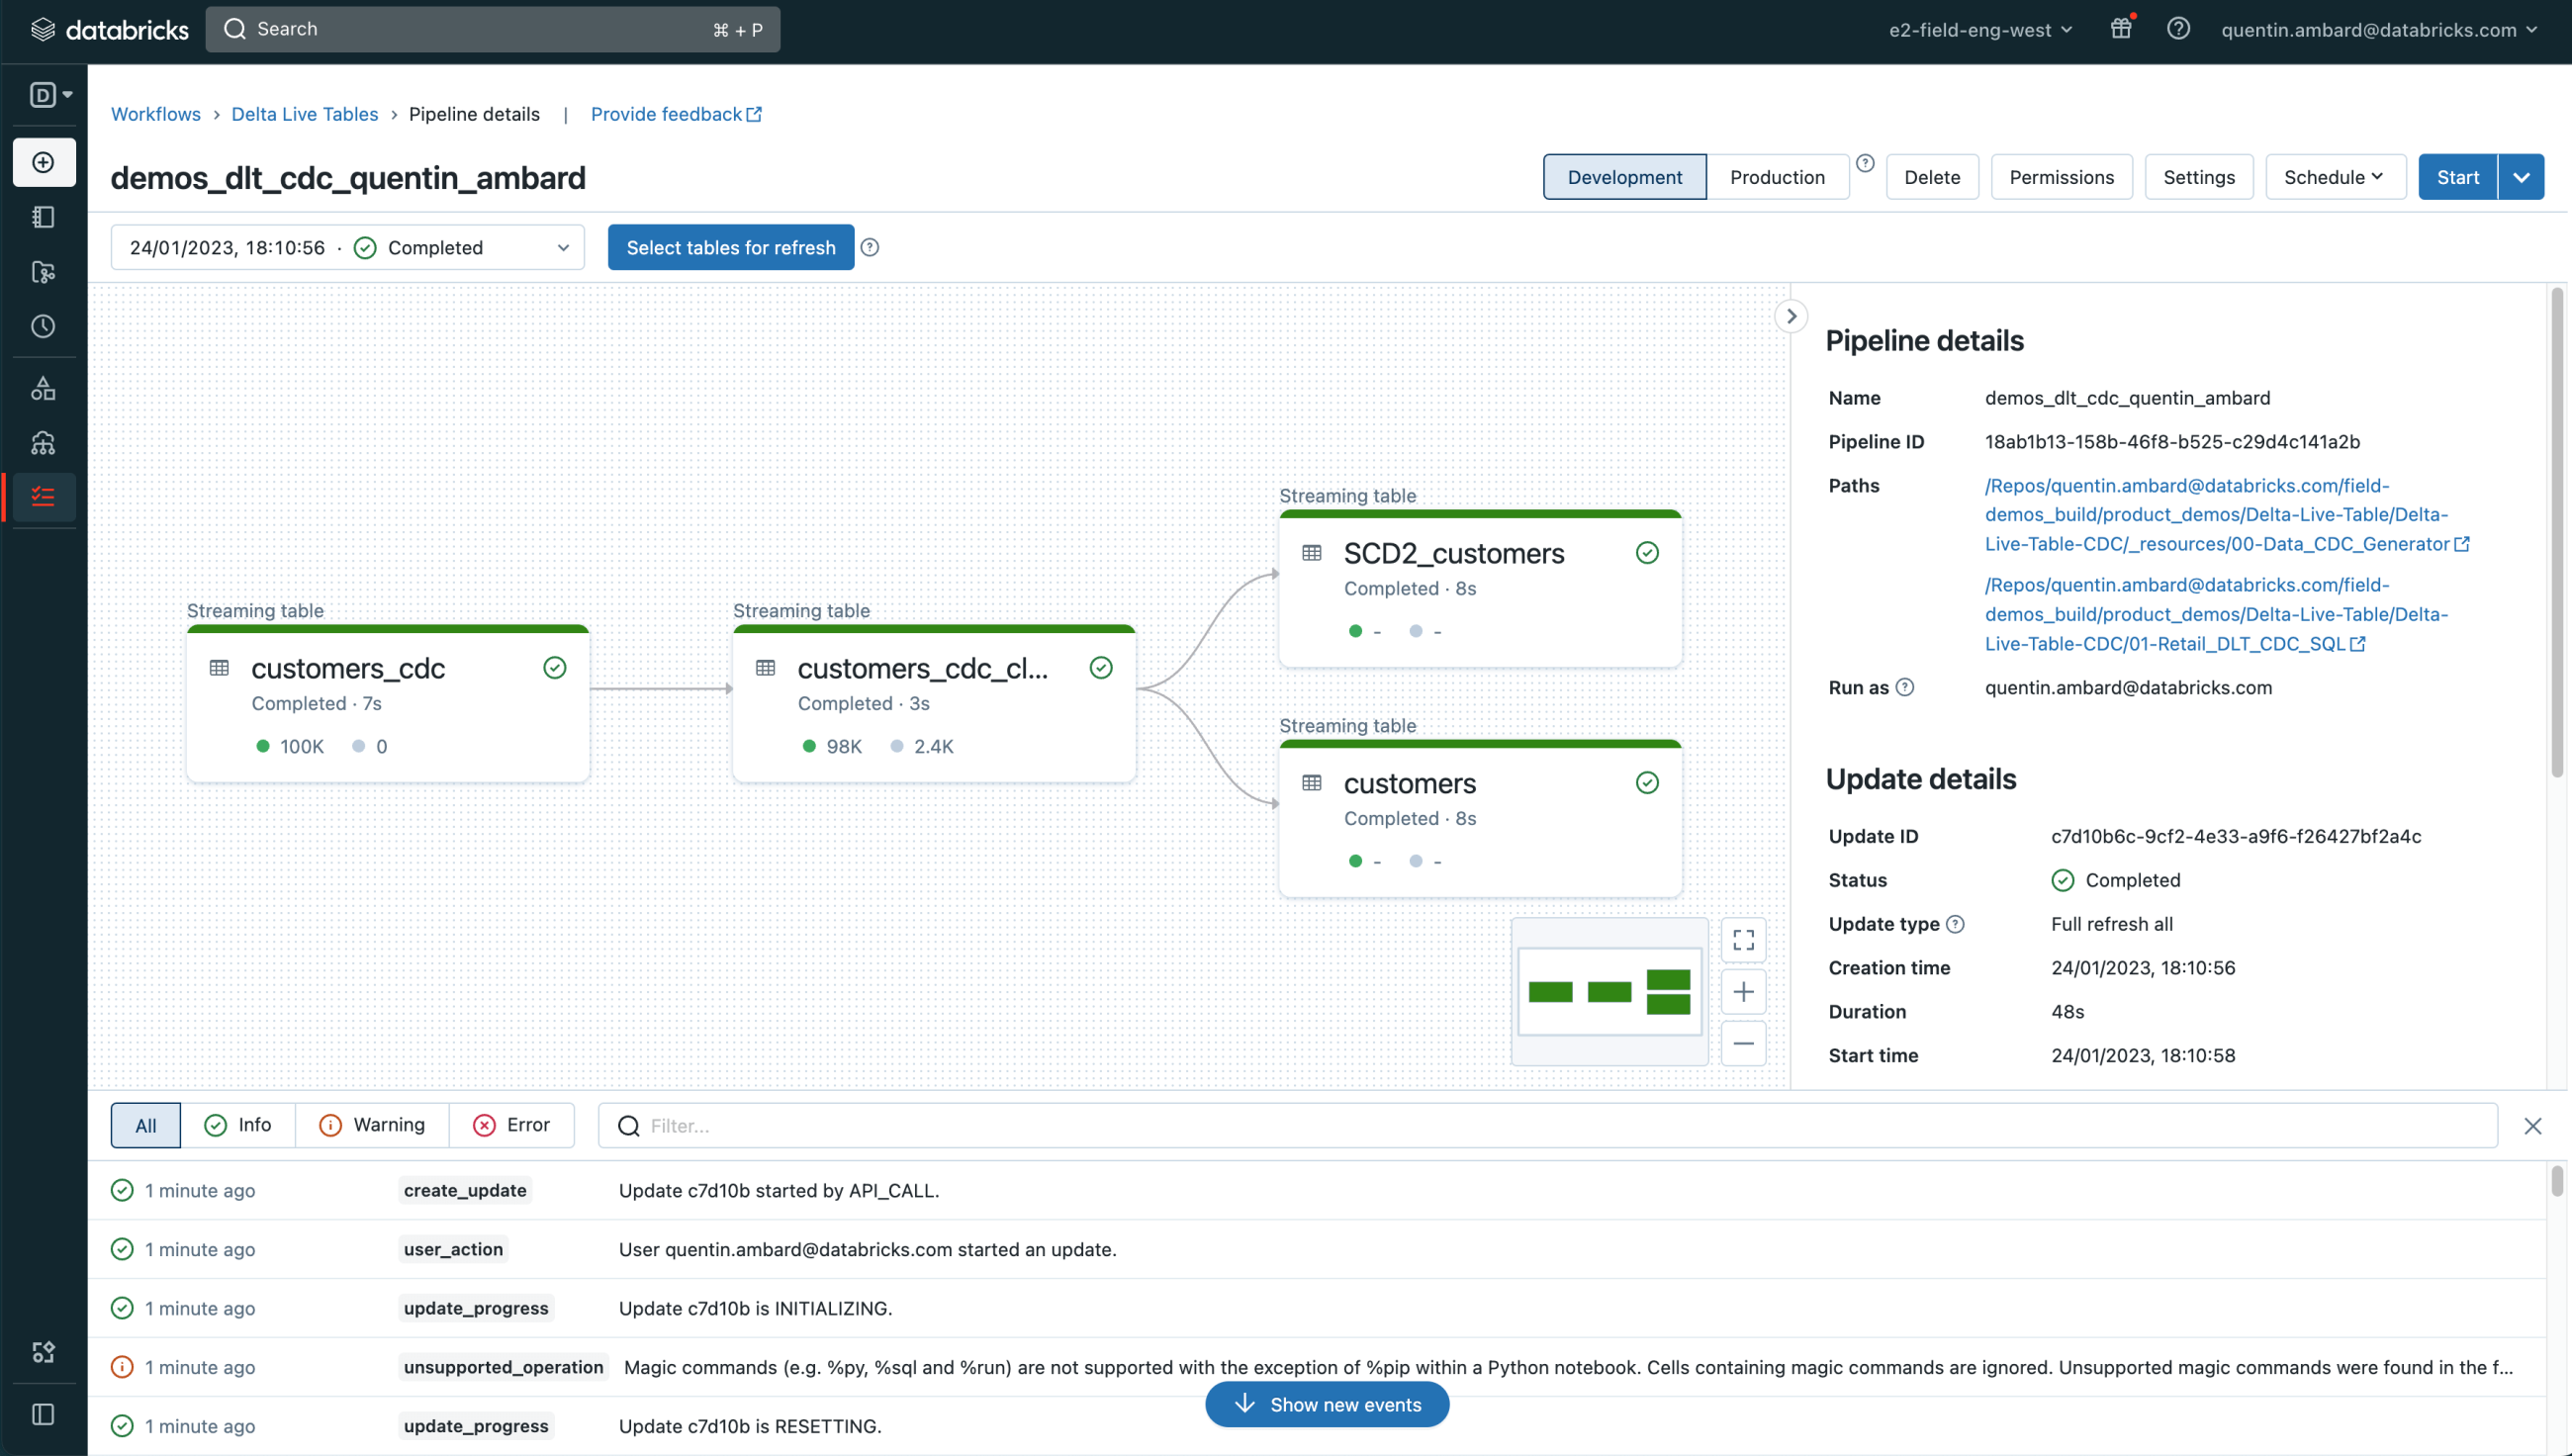 databricks
Search
⌘ + P
e2-field-eng-west
quentin.ambard@databricks.com
D
Workflows › Delta Live Tables › Pipeline details | Provide feedback
demos_dlt_cdc_quentin_ambard
Development
Production
Delete
Permissions
Settings
Schedule
Start
24/01/2023, 18:10:56 · Completed
Select tables for refresh
Streaming table
customers_cdc
Completed · 7s
100K 0
Streaming table
customers_cdc_cl...
Completed · 3s
98K 2.4K
Streaming table
SCD2_customers
Completed · 8s
- -
Streaming table
customers
Completed · 8s
- -
Pipeline details
Name demos_dlt_cdc_quentin_ambard
Pipeline ID 18ab1b13-158b-46f8-b525-c29d4c141a2b
Paths /Repos/quentin.ambard@databricks.com/field-
demos_build/product_demos/Delta-Live-Table/Delta-
Live-Table-CDC/_resources/00-Data_CDC_Generator
/Repos/quentin.ambard@databricks.com/field-
demos_build/product_demos/Delta-Live-Table/Delta-
Live-Table-CDC/01-Retail_DLT_CDC_SQL
Run as quentin.ambard@databricks.com
Update details
Update ID c7d10b6c-9cf2-4e33-a9f6-f26427bf2a4c
Status Completed
Update type Full refresh all
Creation time 24/01/2023, 18:10:56
Duration 48s
Start time 24/01/2023, 18:10:58
All
Info
Warning
Error
Filter...
1 minute ago create_update Update c7d10b started by API_CALL.
1 minute ago user_action User quentin.ambard@databricks.com started an update.
1 minute ago update_progress Update c7d10b is INITIALIZING.
1 minute ago unsupported_operation Magic commands (e.g. %py, %sql and %run) are not supported with the exception of %pip within a Python notebook. Cells containing magic commands are ignored. Unsupported magic commands were found in the f...
Show new events
1 minute ago update_progress Update c7d10b is RESETTING.